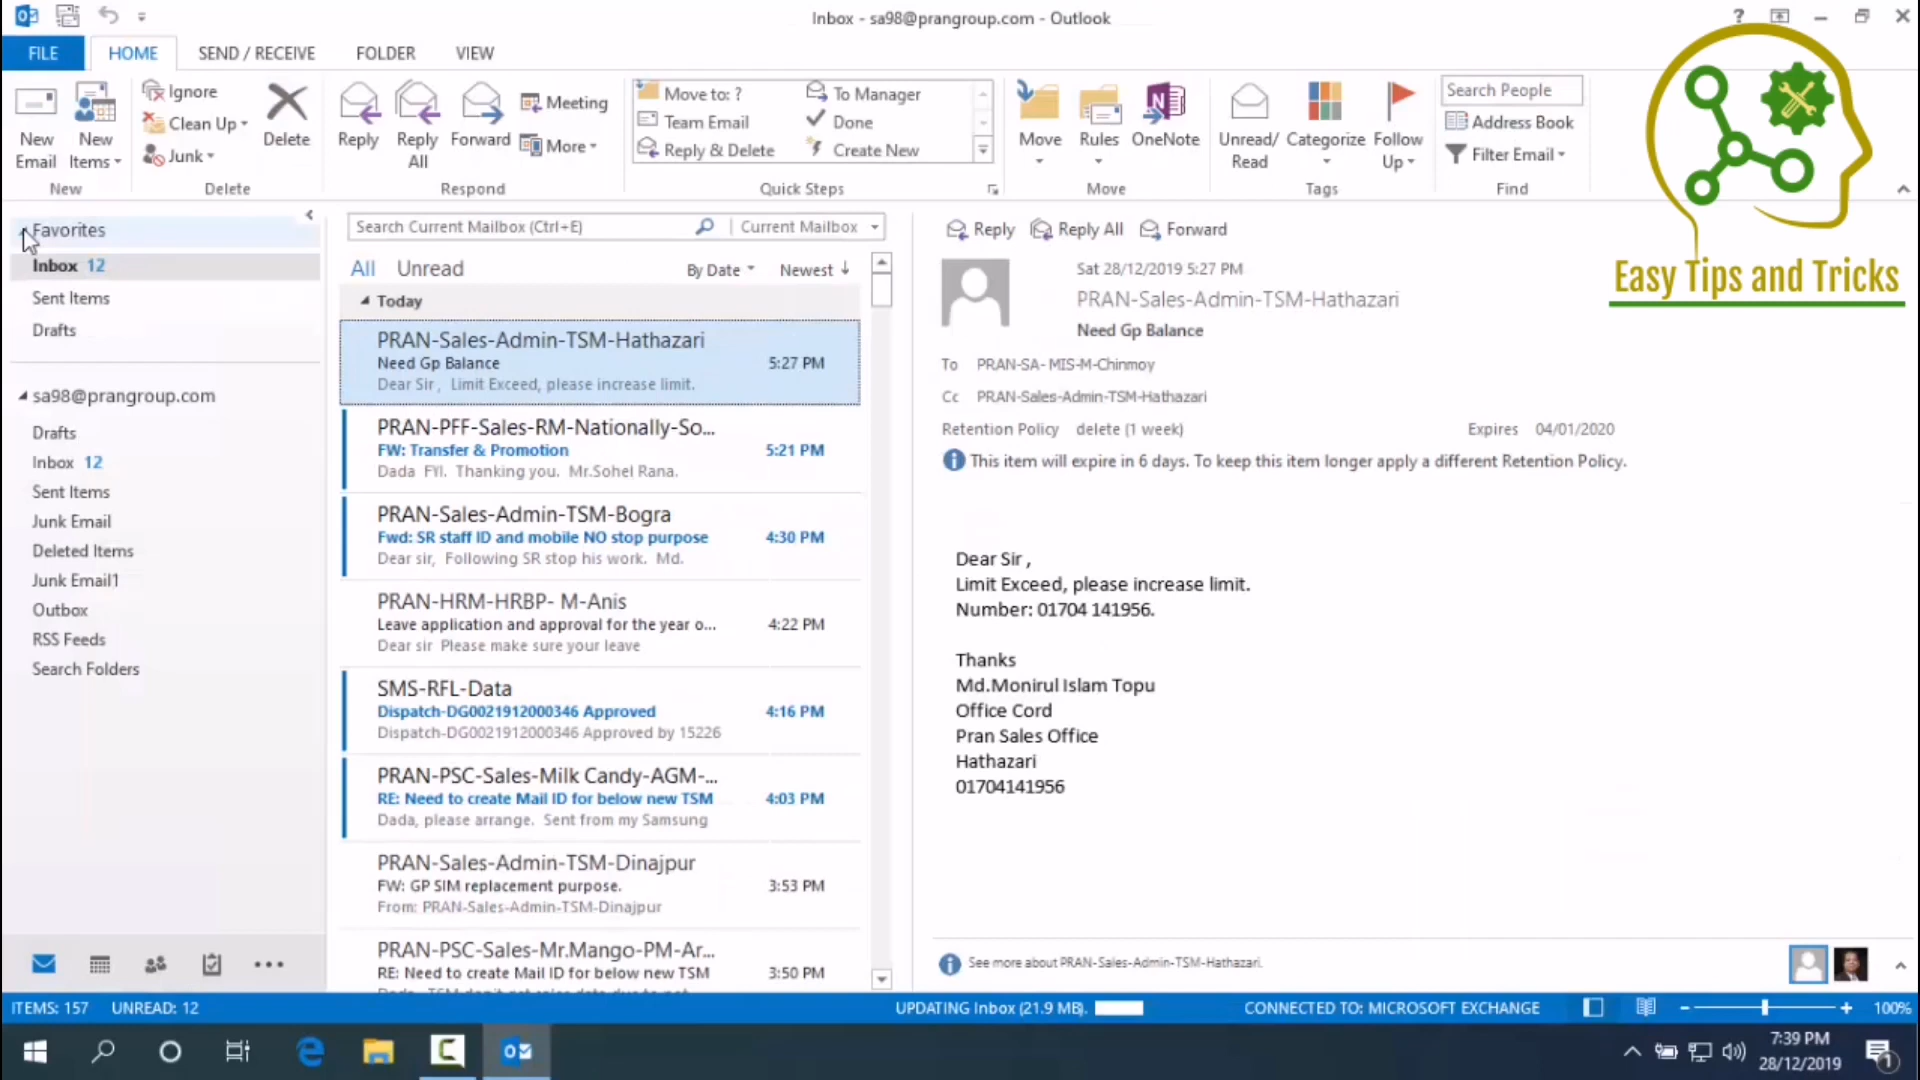 Inbox - sa98@prangroup.com - Outlook
?
FILE
HOME
SEND / RECEIVE
FOLDER
VIEW
New Email
New Items
New
Ignore
Clean Up
Junk
Delete
Delete
Reply
Reply All
Forward
Meeting
More
Respond
Move to: ?
Team Email
Reply & Delete
To Manager
Done
Create New
Quick Steps
Move
Rules
OneNote
Move
Unread/ Read
Categorize
Follow Up
Tags
Search People
Address Book
Filter Email
Find
Easy Tips and Tricks
Favorites
Inbox 12
Sent Items
Drafts
sa98@prangroup.com
Drafts
Inbox 12
Sent Items
Junk Email
Deleted Items
Junk Email1
Outbox
RSS Feeds
Search Folders
Search Current Mailbox (Ctrl+E)
Current Mailbox
All Unread
By Date Newest
Today
PRAN-Sales-Admin-TSM-Hathazari
Need Gp Balance 5:27 PM
Dear Sir , Limit Exceed, please increase limit.
PRAN-PFF-Sales-RM-Nationally-So...
FW: Transfer & Promotion 5:21 PM
Dada FYI. Thanking you. Mr.Sohel Rana.
PRAN-Sales-Admin-TSM-Bogra
Fwd: SR staff ID and mobile NO stop purpose 4:30 PM
Dear sir, Following SR stop his work. Md.
PRAN-HRM-HRBP- M-Anis
Leave application and approval for the year o... 4:22 PM
Dear sir Please make sure your leave
SMS-RFL-Data
Dispatch-DG0021912000346 Approved 4:16 PM
Dispatch-DG0021912000346 Approved by 15226
PRAN-PSC-Sales-Milk Candy-AGM-...
RE: Need to create Mail ID for below new TSM 4:03 PM
Dada, please arrange. Sent from my Samsung
PRAN-Sales-Admin-TSM-Dinajpur
FW: GP SIM replacement purpose. 3:53 PM
From: PRAN-Sales-Admin-TSM-Dinajpur
PRAN-PSC-Sales-Mr.Mango-PM-Ar...
RE: Need to create Mail ID for below new TSM 3:50 PM
Reply Reply All Forward
Sat 28/12/2019 5:27 PM
PRAN-Sales-Admin-TSM-Hathazari
Need Gp Balance
To PRAN-SA- MIS-M-Chinmoy
Cc PRAN-Sales-Admin-TSM-Hathazari
Retention Policy delete (1 week) Expires 04/01/2020
This item will expire in 6 days. To keep this item longer apply a different Retention Policy.
Dear Sir ,
Limit Exceed, please increase limit.
Number: 01704 141956.
Thanks
Md.Monirul Islam Topu
Office Cord
Pran Sales Office
Hathazari
01704141956
See more about PRAN-Sales-Admin-TSM-Hathazari.
ITEMS: 157 UNREAD: 12
UPDATING Inbox (21.9 MB).
CONNECTED TO: MICROSOFT EXCHANGE
100%
7:39 PM
28/12/2019
1